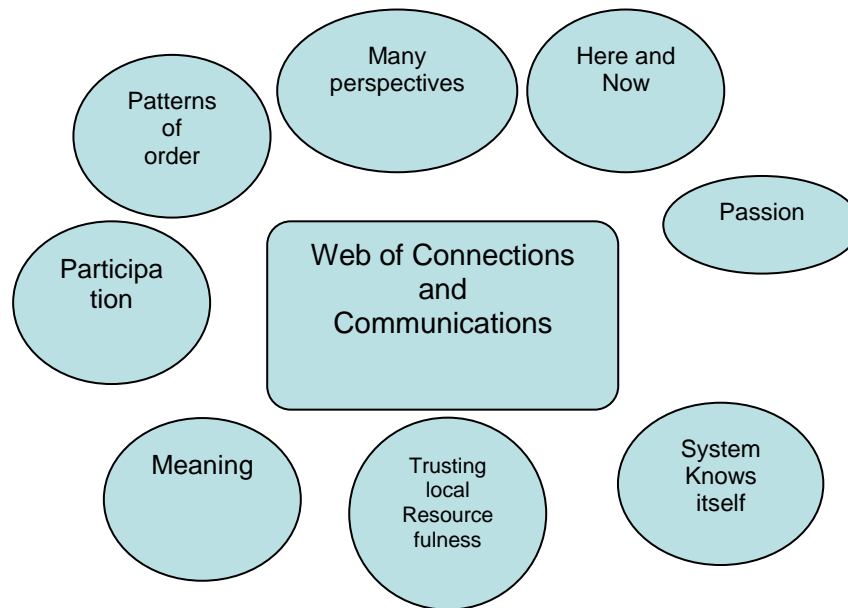 Many
perspectives
Here and
Now
Patterns
of
order
Passion
Participa
tion
Web of Connections
and
Communications
Meaning
Trusting
local
Resource
fulness
System
Knows
itself